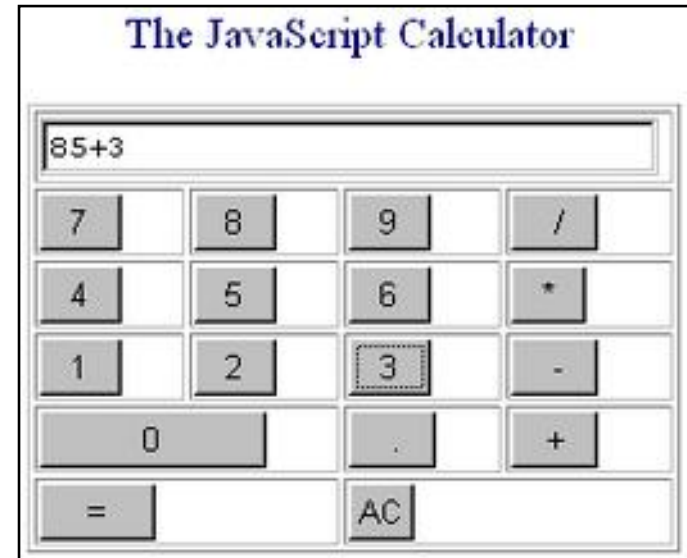 The JavaScript Calculator
85+3
7 8 9 /
4 5 6 *
1 2 3 -
0 . +
= AC